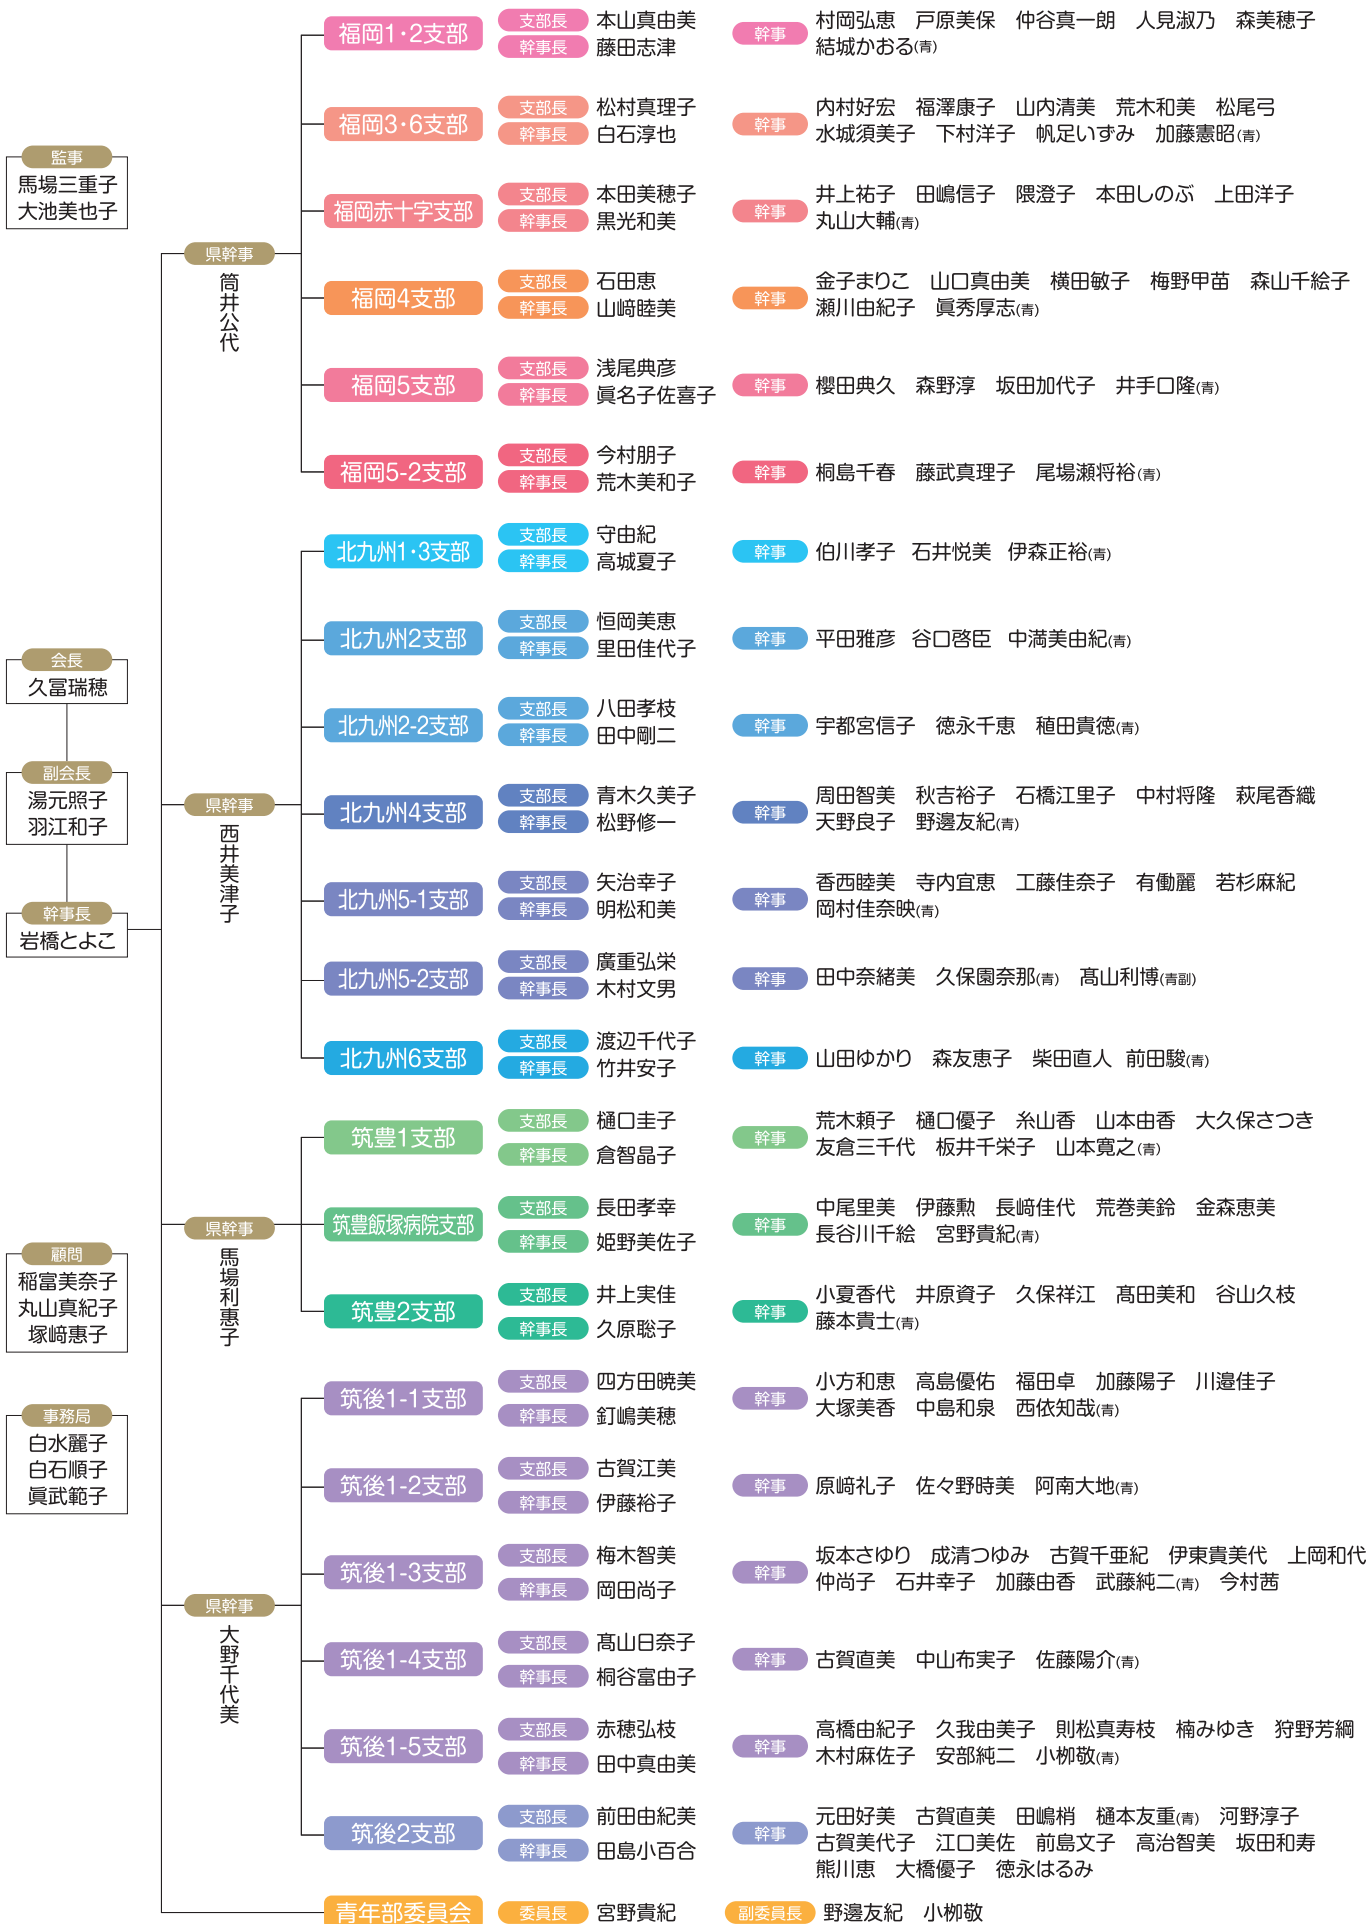 監事
馬場三重子
大池美也子
会長
久冨瑞穂
副会長
湯元照子
羽江和子
幹事長
岩橋とよこ
顧問
稲富美奈子
丸山真紀子
塚﨑惠子
事務局
白水麗子
白石順子
眞武範子
県幹事
筒井公代
福岡1・2支部
支部長 本山真由美
幹事長 藤田志津
幹事 村岡弘恵 戸原美保 仲谷真一朗 人見淑乃 森美穂子
結城かおる(青)
福岡3・6支部
支部長 松村真理子
幹事長 白石淳也
幹事 内村好宏 福澤康子 山内清美 荒木和美 松尾弓
水城須美子 下村洋子 帆足いずみ 加藤憲昭(青)
福岡赤十字支部
支部長 本田美穂子
幹事長 黒光和美
幹事 井上祐子 田嶋信子 隈澄子 本田しのぶ 上田洋子
丸山大輔(青)
福岡4支部
支部長 石田恵
幹事長 山﨑睦美
幹事 金子まりこ 山口真由美 横田敏子 梅野甲苗 森山千絵子
瀬川由紀子 眞秀厚志(青)
福岡5支部
支部長 浅尾典彦
幹事長 眞名子佐喜子
幹事 櫻田典久 森野淳 坂田加代子 井手口隆(青)
福岡5-2支部
支部長 今村朋子
幹事長 荒木美和子
幹事 桐島千春 藤武真理子 尾場瀬将裕(青)
県幹事
西井美津子
北九州1・3支部
支部長 守由紀
幹事長 高城夏子
幹事 伯川孝子 石井悦美 伊森正裕(青)
北九州2支部
支部長 恒岡美恵
幹事長 里田佳代子
幹事 平田雅彦 谷口啓臣 中満美由紀(青)
北九州2-2支部
支部長 八田孝枝
幹事長 田中剛二
幹事 宇都宮信子 徳永千恵 稙田貴徳(青)
北九州4支部
支部長 青木久美子
幹事長 松野修一
幹事 周田智美 秋吉裕子 石橋江里子 中村将隆 萩尾香織
天野良子 野邊友紀(青)
北九州5-1支部
支部長 矢治幸子
幹事長 明松和美
幹事 香西睦美 寺内宜恵 工藤佳奈子 有働麗 若杉麻紀
岡村佳奈映(青)
北九州5-2支部
支部長 廣重弘栄
幹事長 木村文男
幹事 田中奈緒美 久保園奈那(青) 髙山利博(青副)
北九州6支部
支部長 渡辺千代子
幹事長 竹井安子
幹事 山田ゆかり 森友恵子 柴田直人 前田駿(青)
県幹事
馬場利惠子
筑豊1支部
支部長 樋口圭子
幹事長 倉智晶子
幹事 荒木頼子 樋口優子 糸山香 山本由香 大久保さつき
友倉三千代 板井千栄子 山本寛之(青)
筑豊飯塚病院支部
支部長 長田孝幸
幹事長 姫野美佐子
幹事 中尾里美 伊藤勲 長﨑佳代 荒巻美鈴 金森恵美
長谷川千絵 宮野貴紀(青)
筑豊2支部
支部長 井上実佳
幹事長 久原聡子
幹事 小夏香代 井原資子 久保祥江 髙田美和 谷山久枝
藤本貴士(青)
県幹事
大野千代美
筑後1-1支部
支部長 四方田暁美
幹事長 釘嶋美穂
幹事 小方和恵 高島優佑 福田卓 加藤陽子 川邉佳子
大塚美香 中島和泉 西依知哉(青)
筑後1-2支部
支部長 古賀江美
幹事長 伊藤裕子
幹事 原﨑礼子 佐々野時美 阿南大地(青)
筑後1-3支部
支部長 梅木智美
幹事長 岡田尚子
幹事 坂本さゆり 成清つゆみ 古賀千亜紀 伊東貴美代 上岡和代
仲尚子 石井幸子 加藤由香 武藤純二(青) 今村茜
筑後1-4支部
支部長 髙山日奈子
幹事長 桐谷富由子
幹事 古賀直美 中山布実子 佐藤陽介(青)
筑後1-5支部
支部長 赤穂弘枝
幹事長 田中真由美
幹事 高橋由紀子 久我由美子 則松真寿枝 楠みゆき 狩野芳綱
木村麻佐子 安部純二 小栁敬(青)
筑後2支部
支部長 前田由紀美
幹事長 田島小百合
幹事 元田好美 古賀直美 田嶋梢 樋本友重(青) 河野淳子
古賀美代子 江口美佐 前島文子 高治智美 坂田和寿
熊川恵 大橋優子 徳永はるみ
青年部委員会
委員長 宮野貴紀
副委員長 野邊友紀 小栁敬